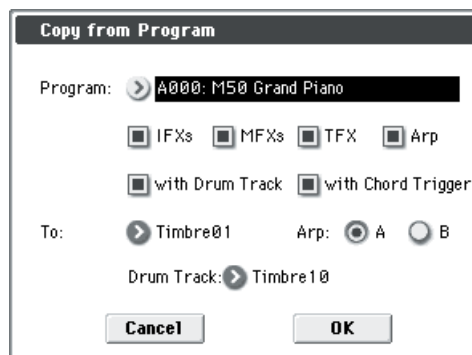 Copy from Program
Program: A000: M50 Grand Piano
IFXs MFXs TFX Arp
with Drum Track with Chord Trigger
To: Timbre01 Arp: A B
Drum Track: Timbre10
Cancel OK